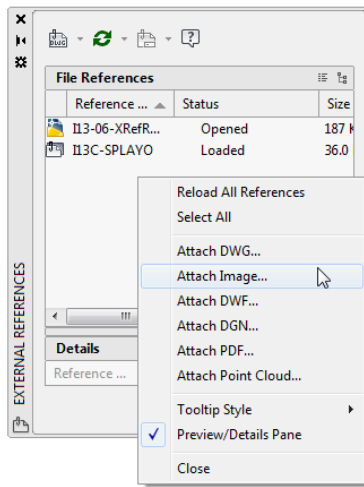 DWG
File References
Reference ... Status Size
I13-06-XRefR... Opened 187 K
I13C-SPLAYO Loaded 36.0
Reload All References
Select All
Attach DWG...
Attach Image...
Attach DWF...
Attach DGN...
Attach PDF...
Attach Point Cloud...
Details
Reference ...
Tooltip Style
Preview/Details Pane
Close
EXTERNAL REFERENCES